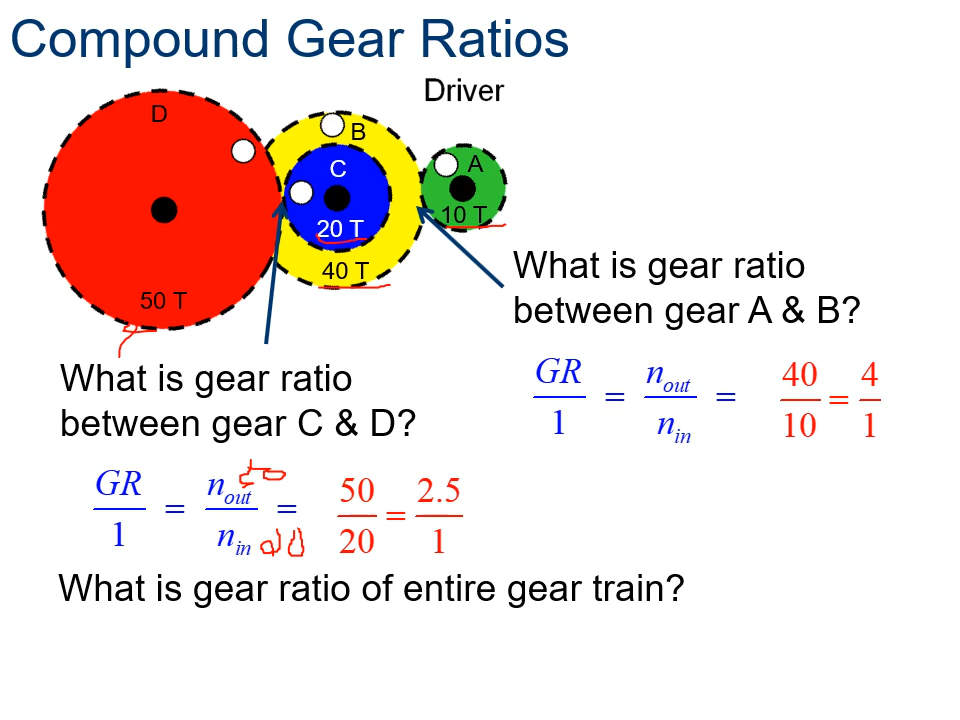 Compound Gear Ratios
Driver
D
B
A
C
10 T
20 T
40 T
50 T
What is gear ratio
between gear A & B?
GR/1 = n_out/n_in = 40/10 = 4/1
What is gear ratio
between gear C & D?
GR/1 = n_out/n_in = 50/20 = 2.5/1
What is gear ratio of entire gear train?